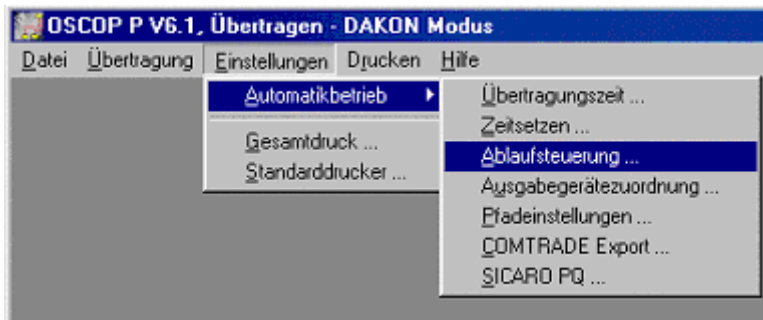 OSCOP P V6.1, Übertragen - DAKON Modus
Datei Übertragung Einstellungen Drucken Hilfe
Automatikbetrieb
Gesamtdruck ...
Standarddrucker ...
Übertragungszeit ...
Zeitsetzen ...
Ablaufsteuerung ...
Ausgabegerätezuordnung ...
Pfadeinstellungen ...
COMTRADE Export ...
SICARO PQ ...